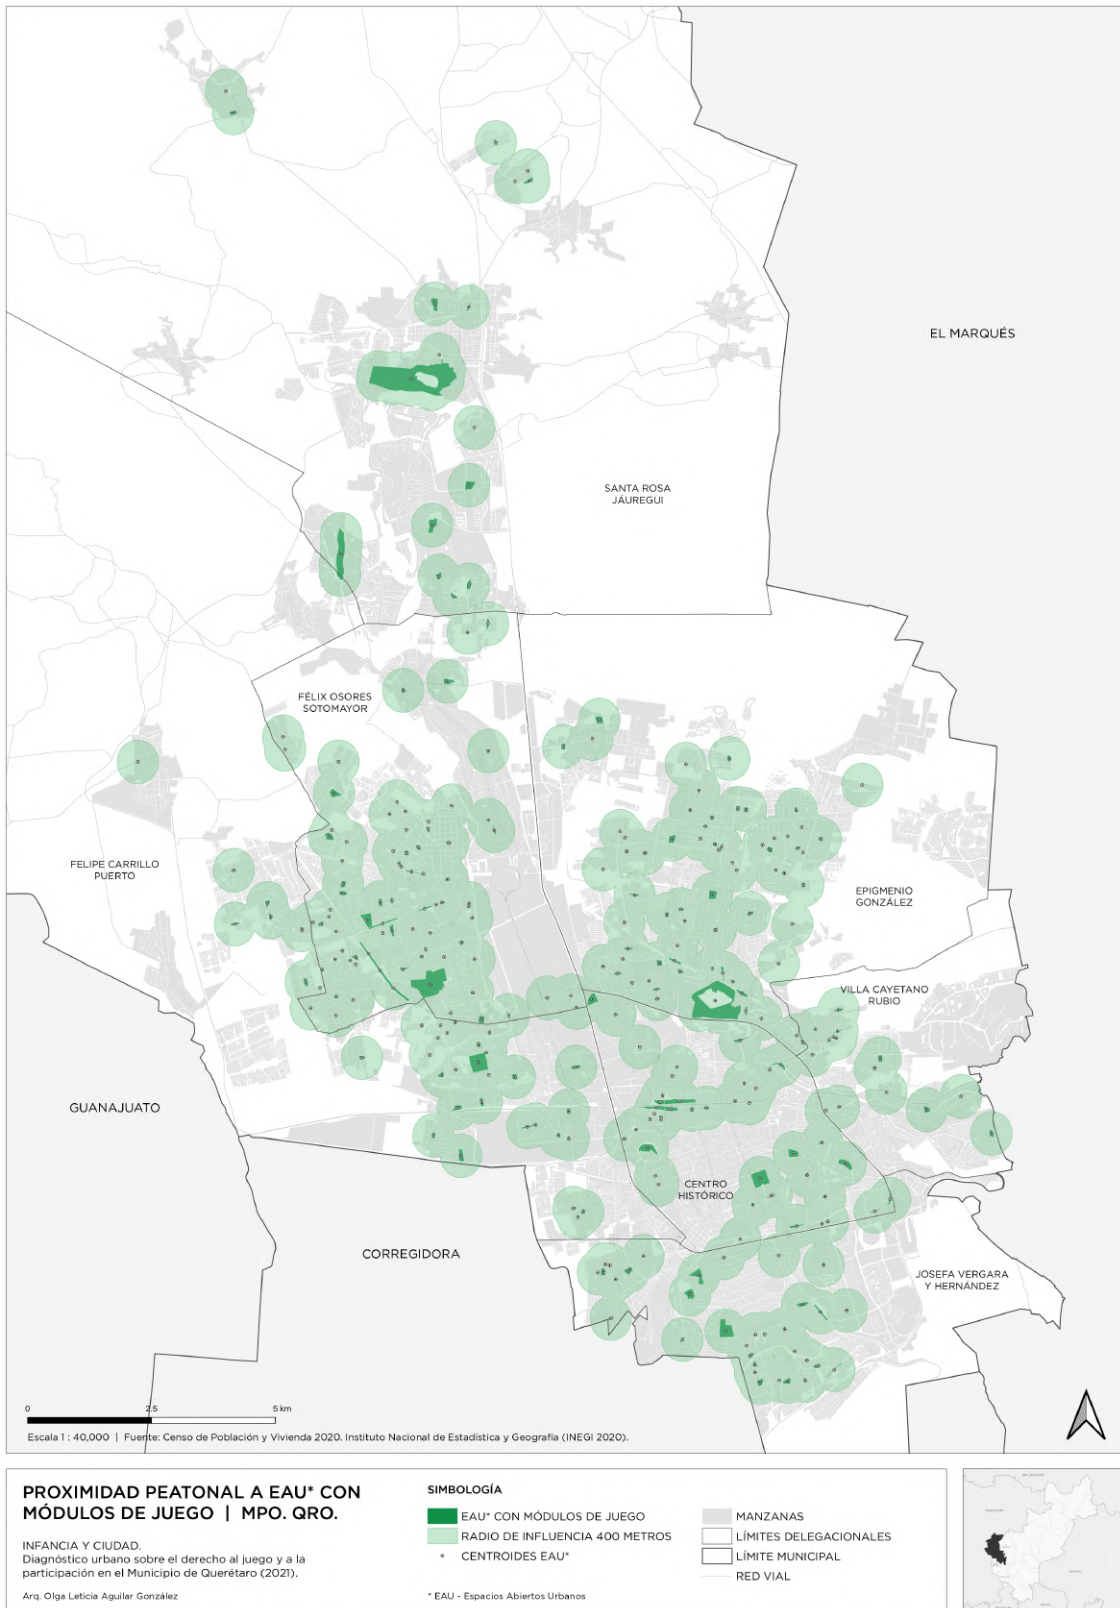 EL MARQUÉS
SANTA ROSA
JÁUREGUI
FÉLIX OSORES
SOTOMAYOR
FELIPE CARRILLO
PUERTO
EPIGMENIO
GONZÁLEZ
VILLA CAYETANO
RUBIO
GUANAJUATO
CENTRO
HISTÓRICO
CORREGIDORA
JOSEFA VERGARA
Y HERNÁNDEZ
0 2.5 5 km
Escala 1 : 40,000 | Fuente: Censo de Población y Vivienda 2020. Instituto Nacional de Estadística y Geografía (INEGI 2020).
PROXIMIDAD PEATONAL A EAU* CON
MÓDULOS DE JUEGO | MPO. QRO.
INFANCIA Y CIUDAD.
Diagnóstico urbano sobre el derecho al juego y a la
participación en el Municipio de Querétaro (2021).
Arq. Olga Leticia Aguilar González
SIMBOLOGÍA
EAU* CON MÓDULOS DE JUEGO
RADIO DE INFLUENCIA 400 METROS
CENTROIDES EAU*
* EAU - Espacios Abiertos Urbanos
MANZANAS
LÍMITES DELEGACIONALES
LÍMITE MUNICIPAL
RED VIAL